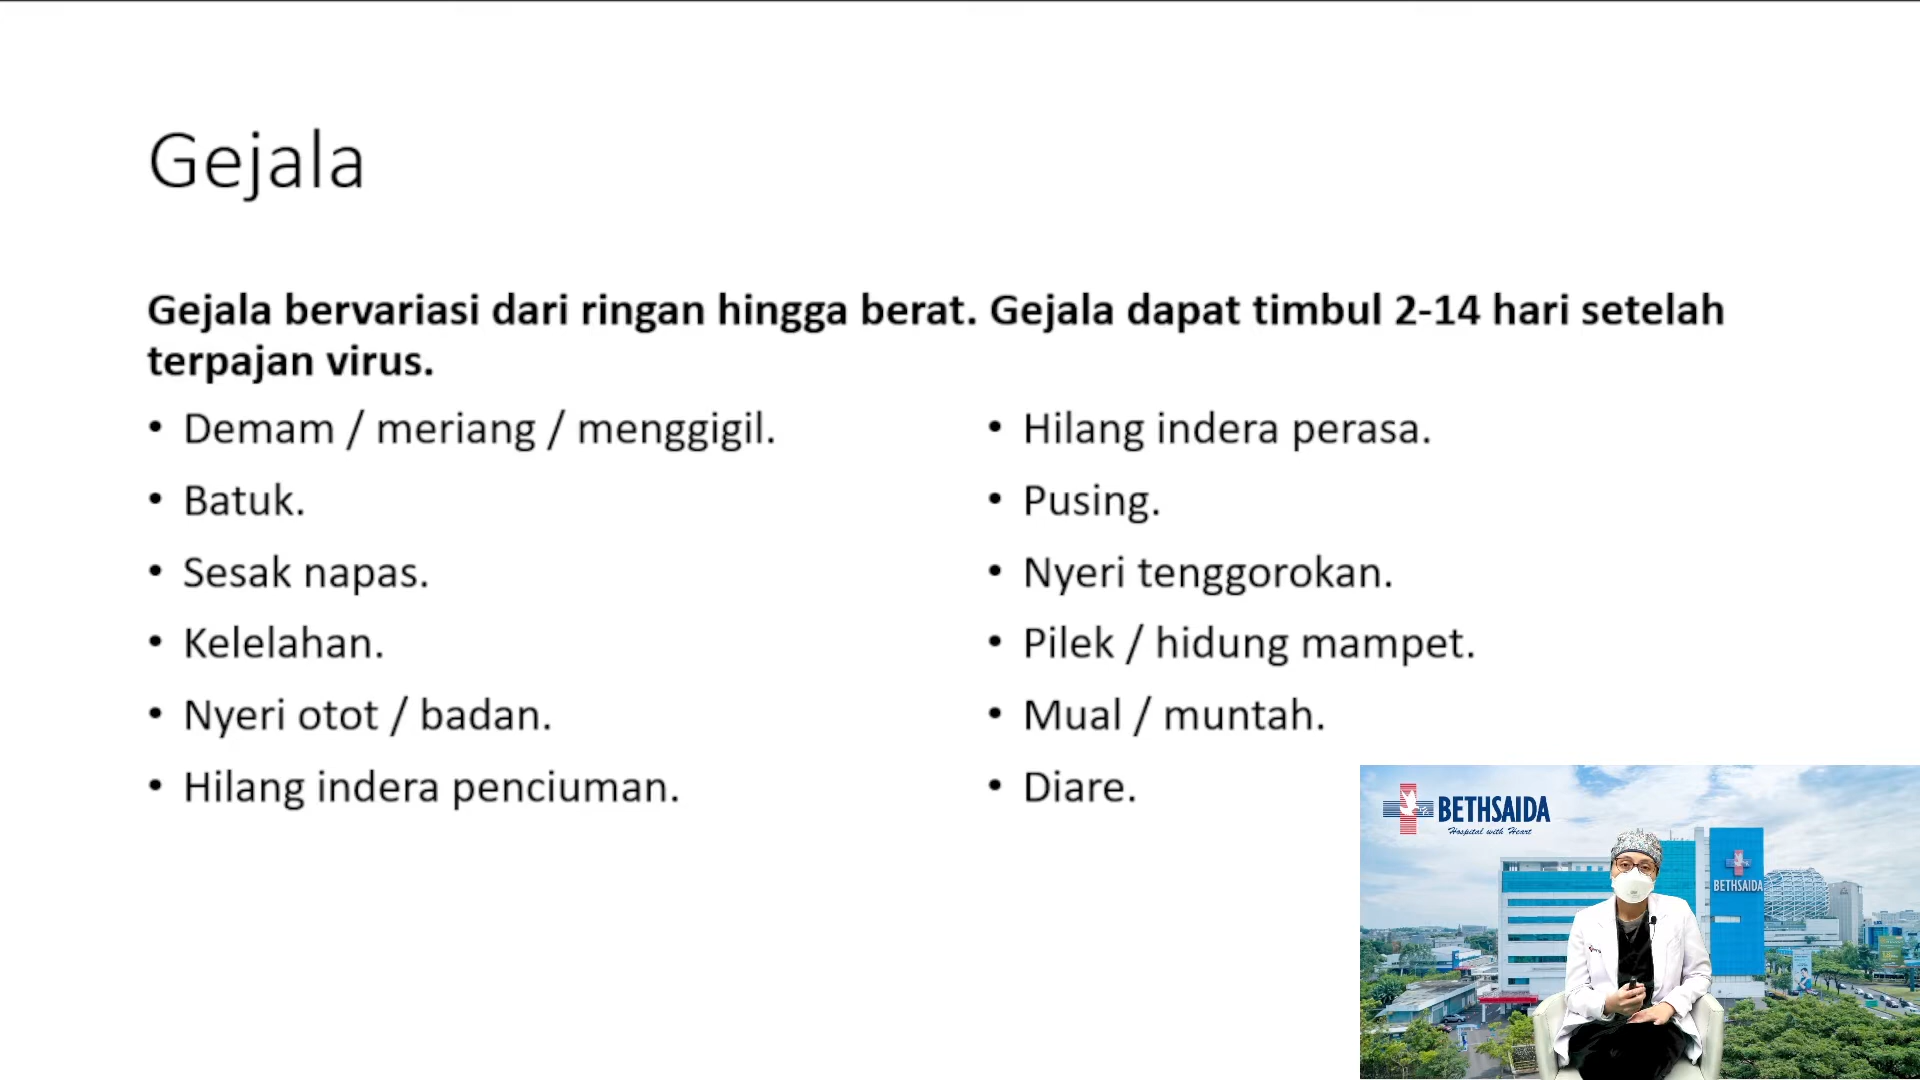 Gejala
Gejala bervariasi dari ringan hingga berat. Gejala dapat timbul 2-14 hari setelah
terpajan virus.
• Demam / meriang / menggigil.
• Batuk.
• Sesak napas.
• Kelelahan.
• Nyeri otot / badan.
• Hilang indera penciuman.
• Hilang indera perasa.
• Pusing.
• Nyeri tenggorokan.
• Pilek / hidung mampet.
• Mual / muntah.
• Diare.
BETHSAIDA
Hospital with Heart
BETHSAIDA